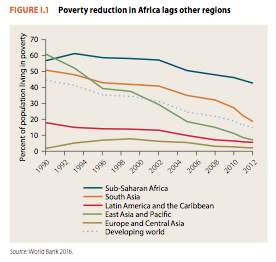 FIGURE I.1 Poverty reduction in Africa lags other regions
Percent of population living in poverty
70
60
50
40
30
20
10
0
1990
1992
1994
1996
1998
2000
2002
2004
2006
2008
2010
2012
Sub-Saharan Africa
South Asia
Latin America and the Caribbean
East Asia and Pacific
Europe and Central Asia
Developing world
Source: World Bank 2016.